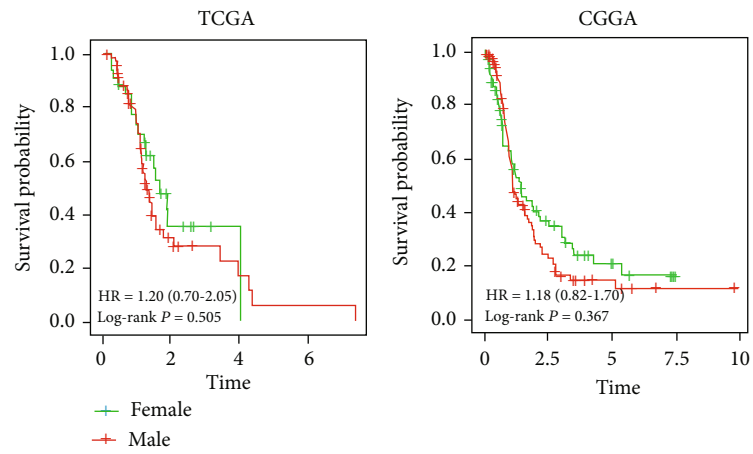 TCGA
Survival probability
1.0
0.8
0.6
0.4
0.2
0.0
HR = 1.20 (0.70-2.05)
Log-rank P = 0.505
0
2
4
6
Time
Female
Male
CGGA
Survival probability
1.0
0.8
0.6
0.4
0.2
0.0
HR = 1.18 (0.82-1.70)
Log-rank P = 0.367
0
2.5
5
7.5
10
Time